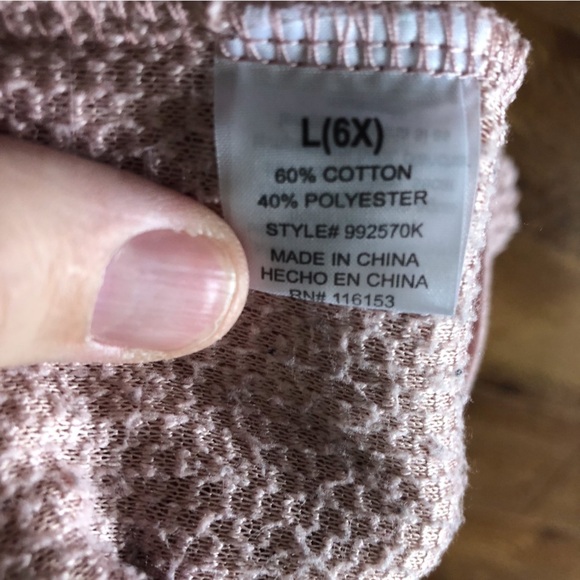 L(6X)
60% COTTON
40% POLYESTER
STYLE# 992570K
MADE IN CHINA
HECHO EN CHINA
RN# 116153